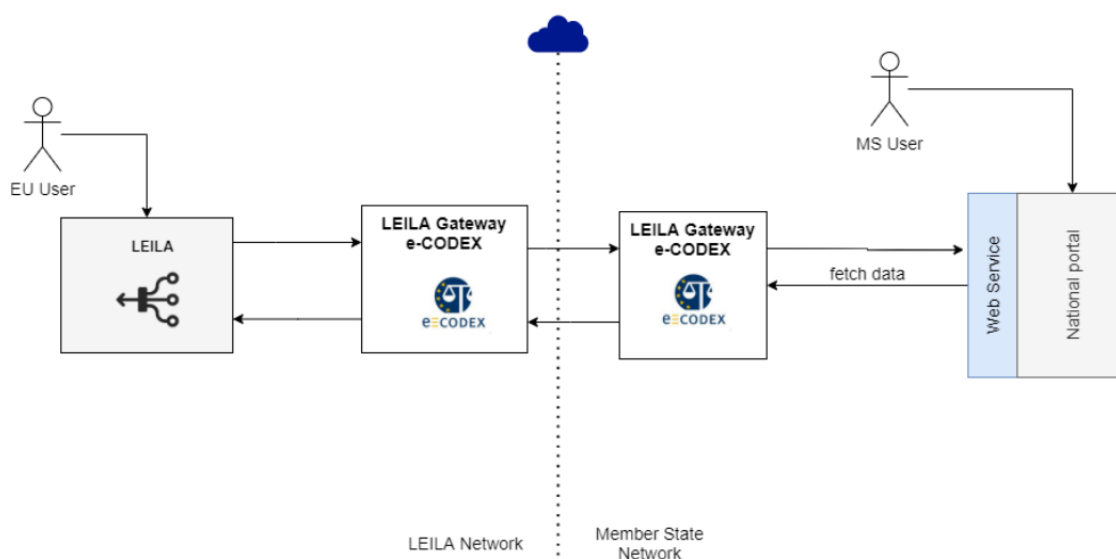 MS User
EU User
LEILA
LEILA Gateway
e-CODEX
e-CODEX
LEILA Gateway
e-CODEX
e-CODEX
fetch data
Web Service
National portal
LEILA Network
Member State
Network